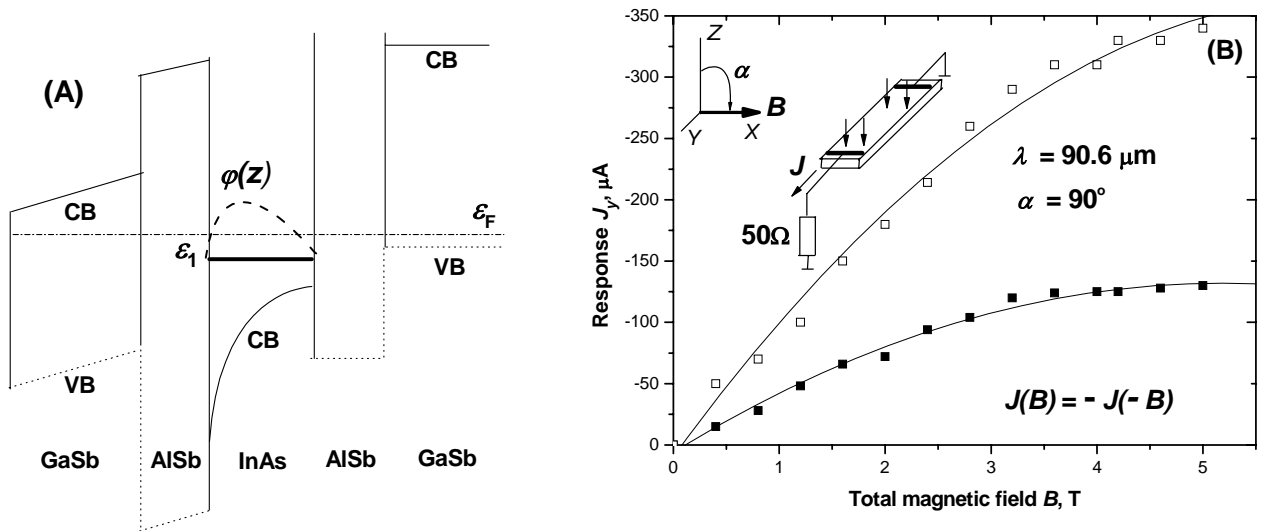 (A)
CB
CB
φ(z)
ε_F
CB
ε_1
VB
CB
VB
GaSb
AlSb
InAs
AlSb
GaSb
(B)
Z
α
B
Y
X
J
50Ω
λ = 90.6 μm
α = 90°
J(B) = - J(- B)
Response J_y, μA
-350
-300
-250
-200
-150
-100
-50
0
0
1
2
3
4
5
Total magnetic field B, T